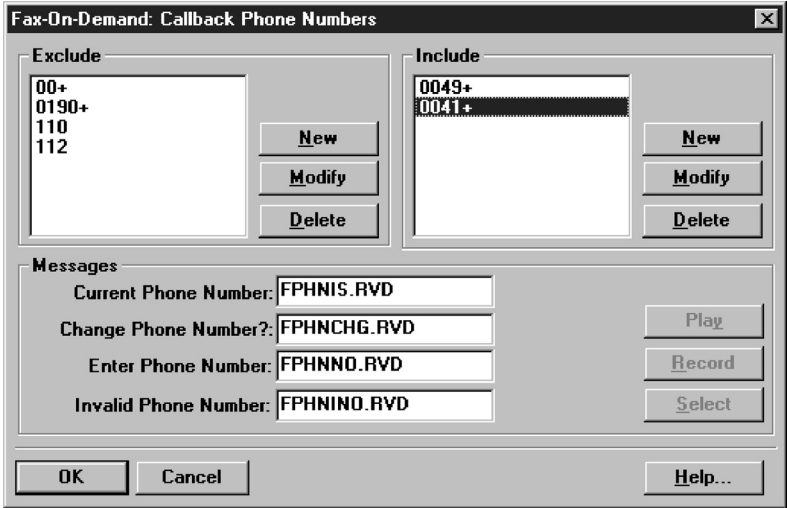 Fax-On-Demand: Callback Phone Numbers
Exclude
00+
0190+
110
112
New
Modify
Delete
Include
0049+
0041+
New
Modify
Delete
Messages
Current Phone Number: FPHNIS.RVD
Change Phone Number?: FPHNCHG.RVD
Enter Phone Number: FPHNNO.RVD
Invalid Phone Number: FPHNINO.RVD
Play
Record
Select
OK
Cancel
Help...